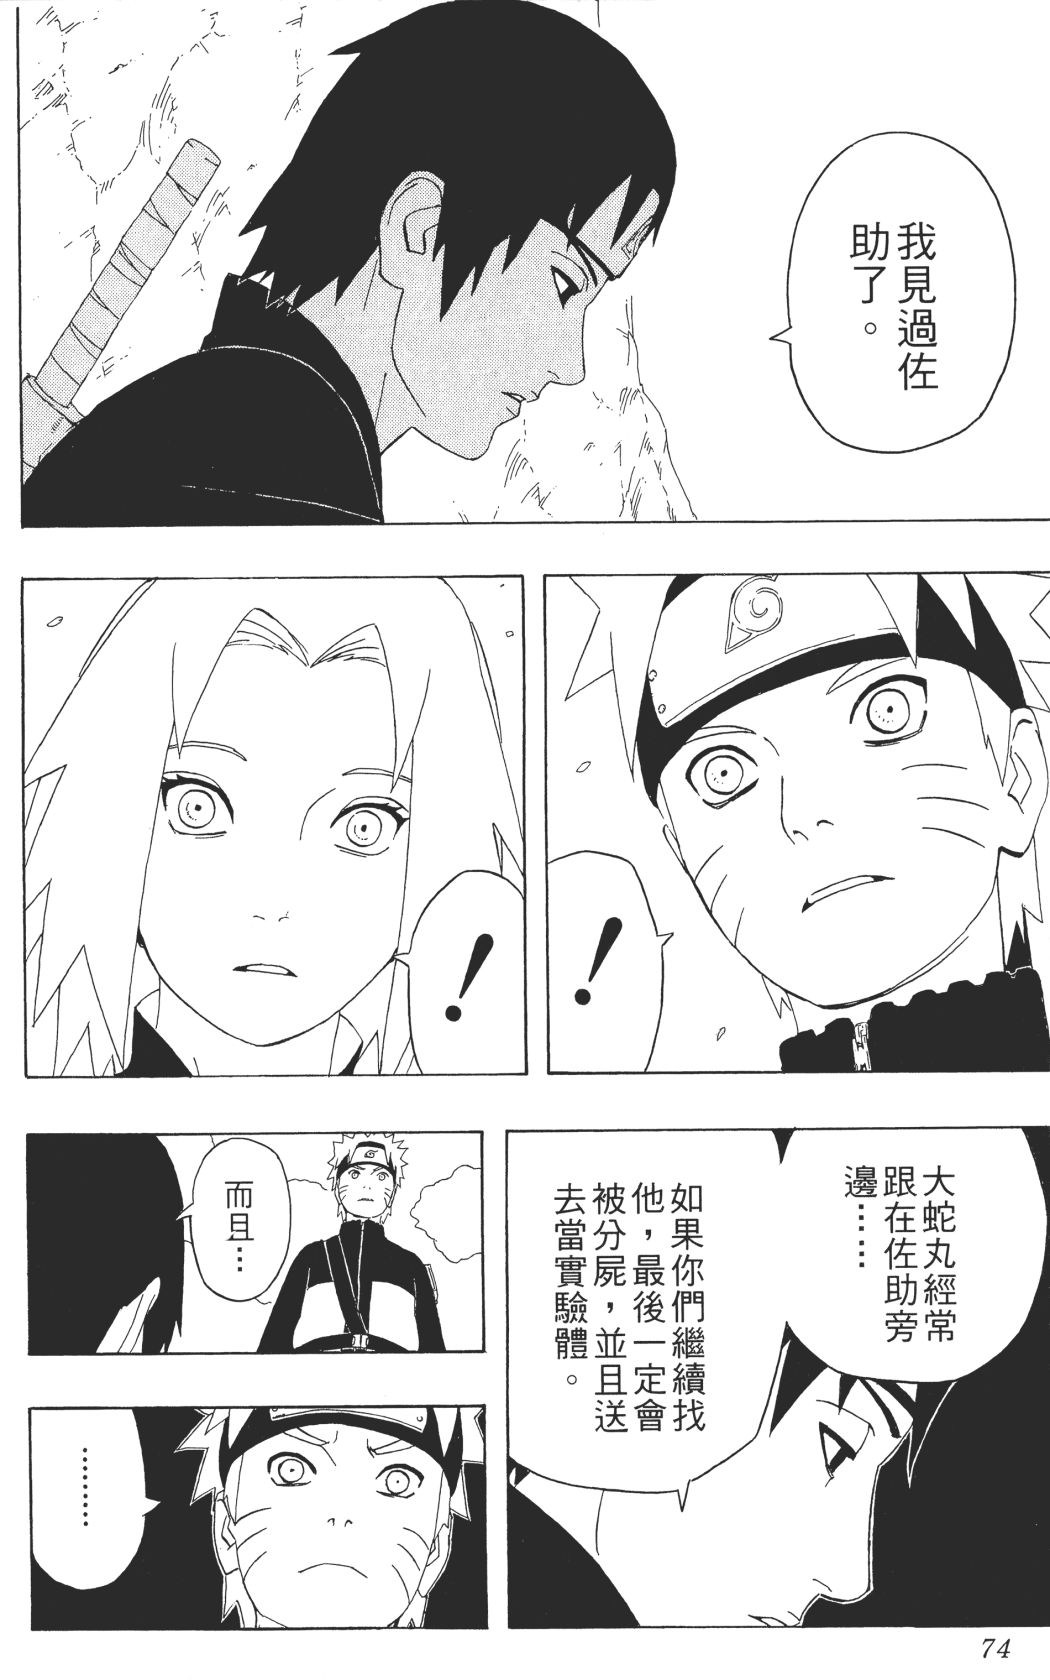 我見過佐
助了。
！
！
大蛇丸經常
跟在佐助旁
邊……
如果你們繼續找
他，最後一定會
被分屍，並且送
去當實驗體。
而且…
………
74